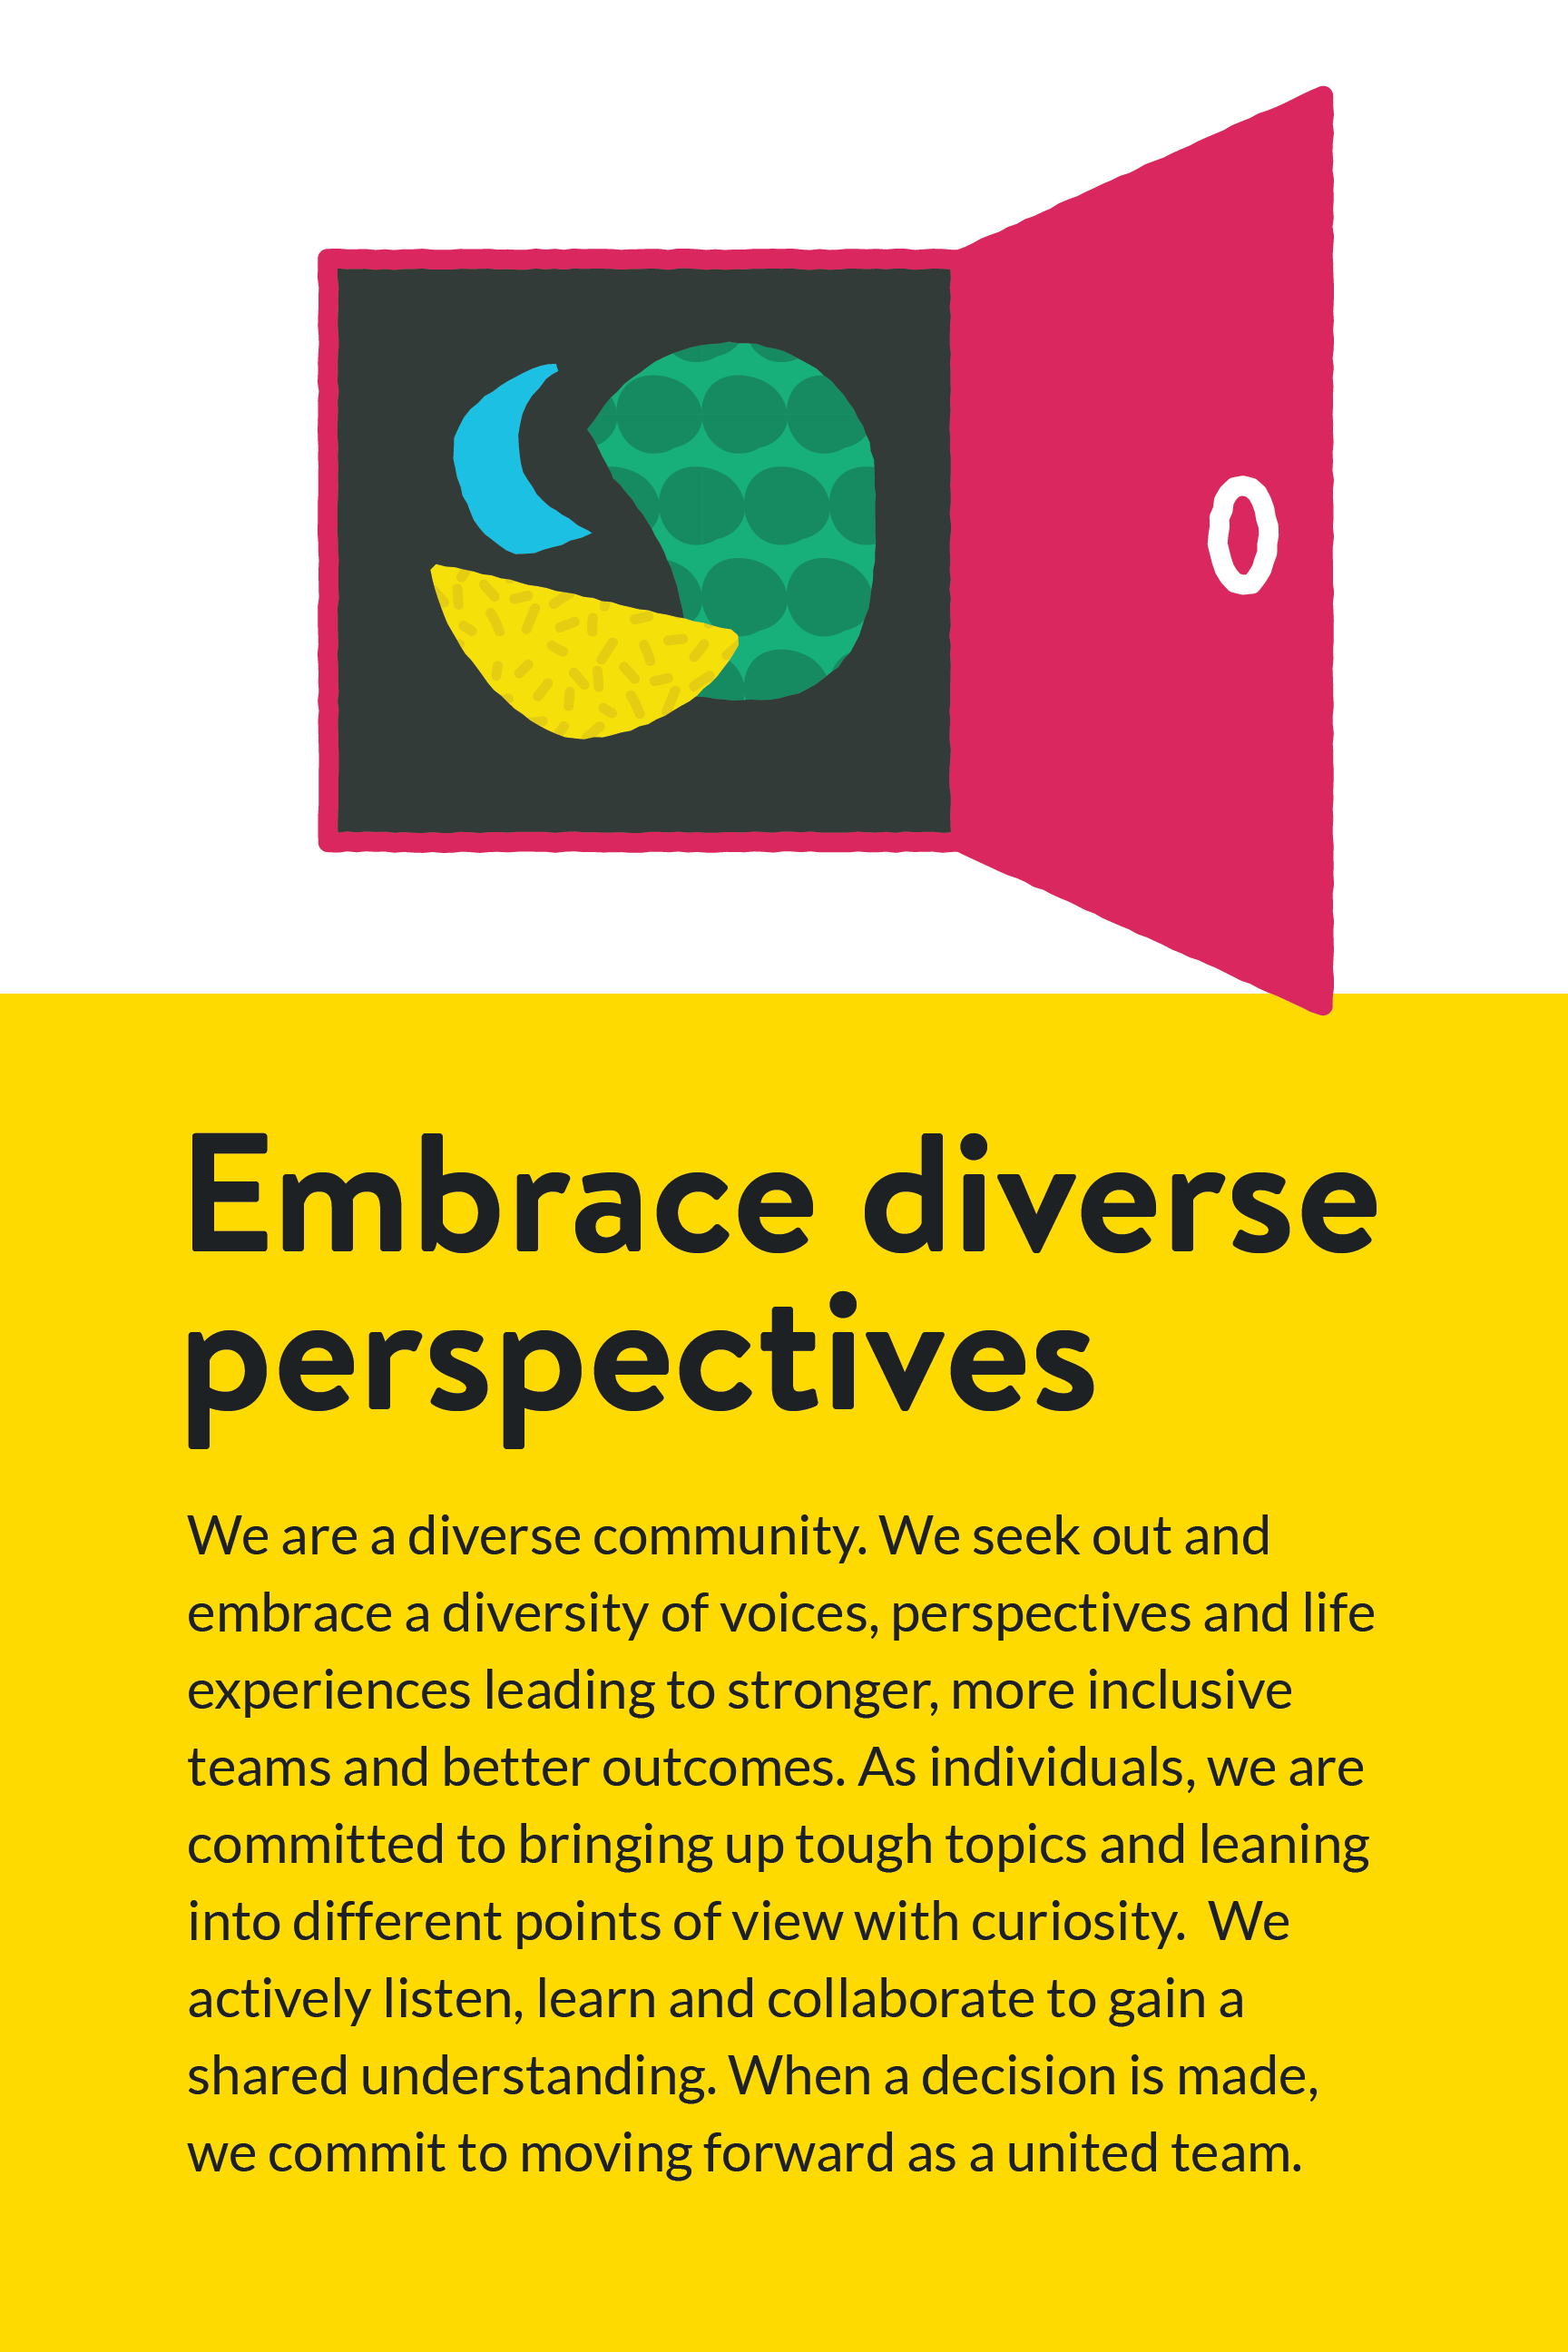 Embrace diverse
perspectives
We are a diverse community. We seek out and
embrace a diversity of voices, perspectives and life
experiences leading to stronger, more inclusive
teams and better outcomes. As individuals, we are
committed to bringing up tough topics and leaning
into different points of view with curiosity.  We
actively listen, learn and collaborate to gain a
shared understanding. When a decision is made,
we commit to moving forward as a united team.